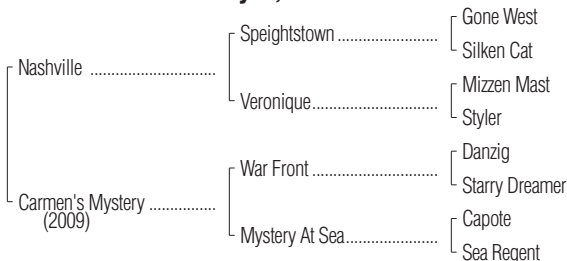 Gone West
Speightstown
Silken Cat
Nashville
Mizzen Mast
Veronique
Styler
Danzig
War Front
Starry Dreamer
Carmen's Mystery
(2009)
Capote
Mystery At Sea
Sea Regent